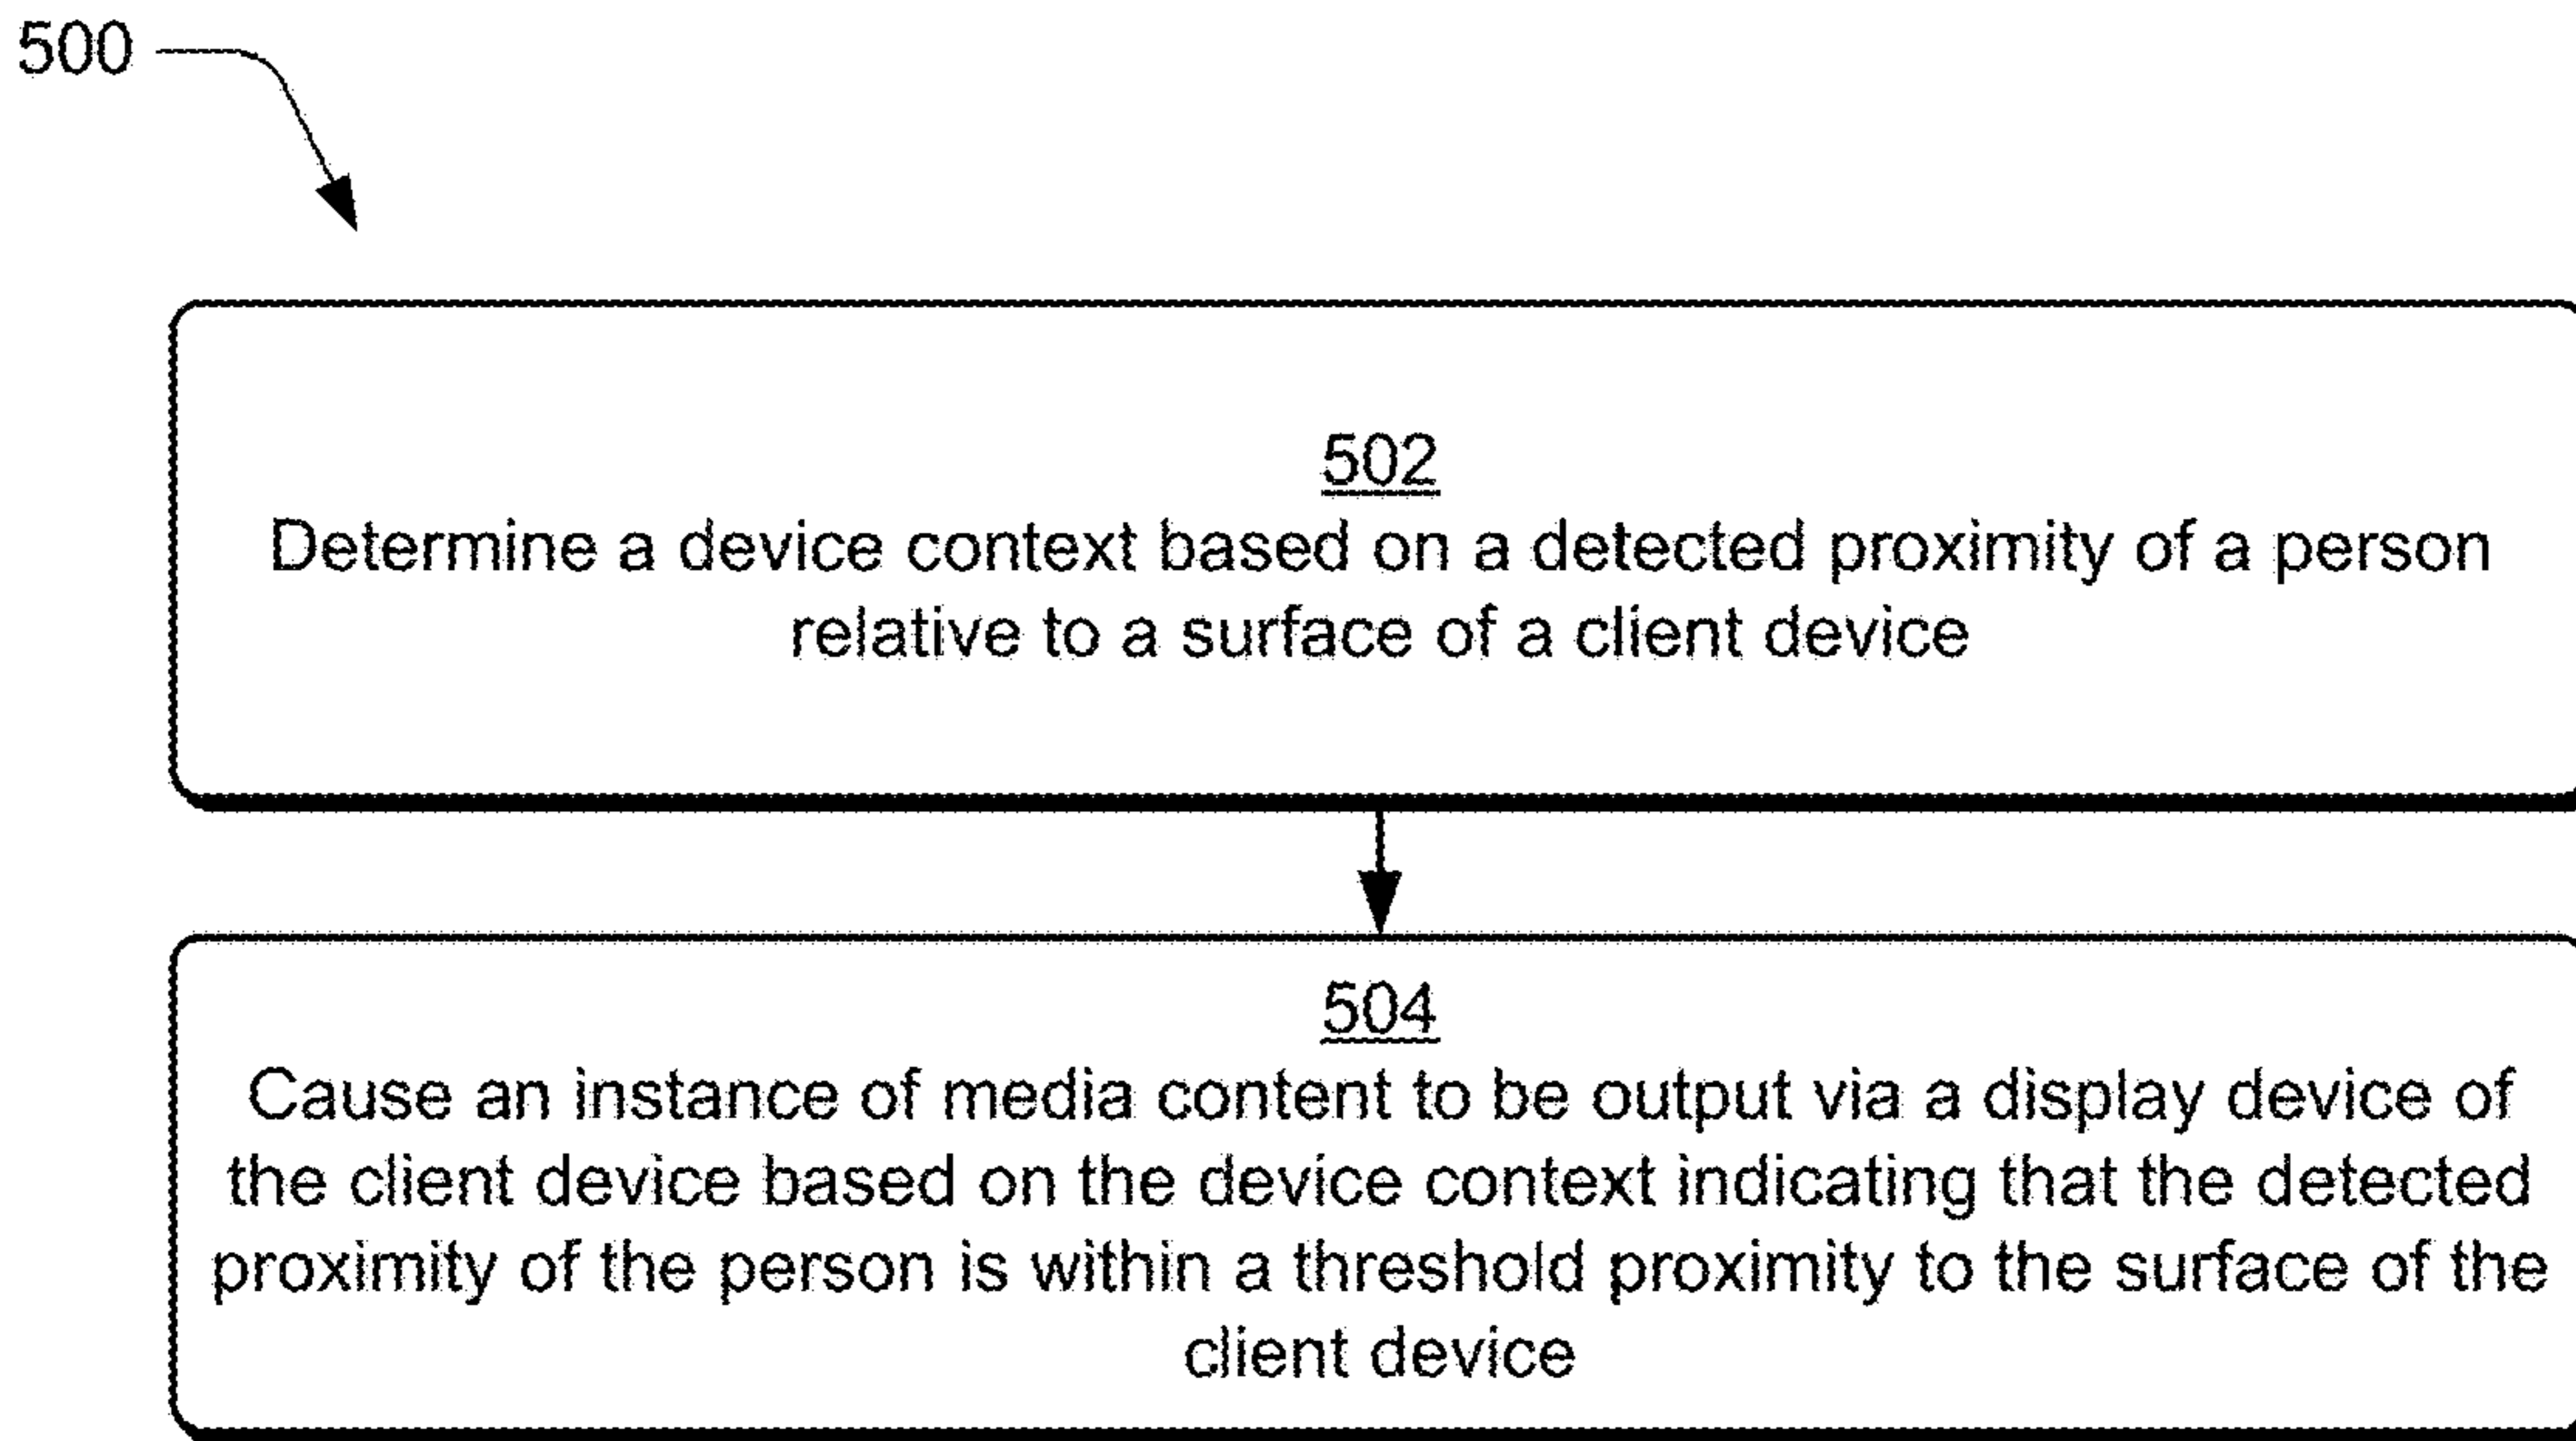 500
502
Determine a device context based on a detected proximity of a person
relative to a surface of a client device
504
Cause an instance of media content to be output via a display device of
the client device based on the device context indicating that the detected
proximity of the person is within a threshold proximity to the surface of the
client device